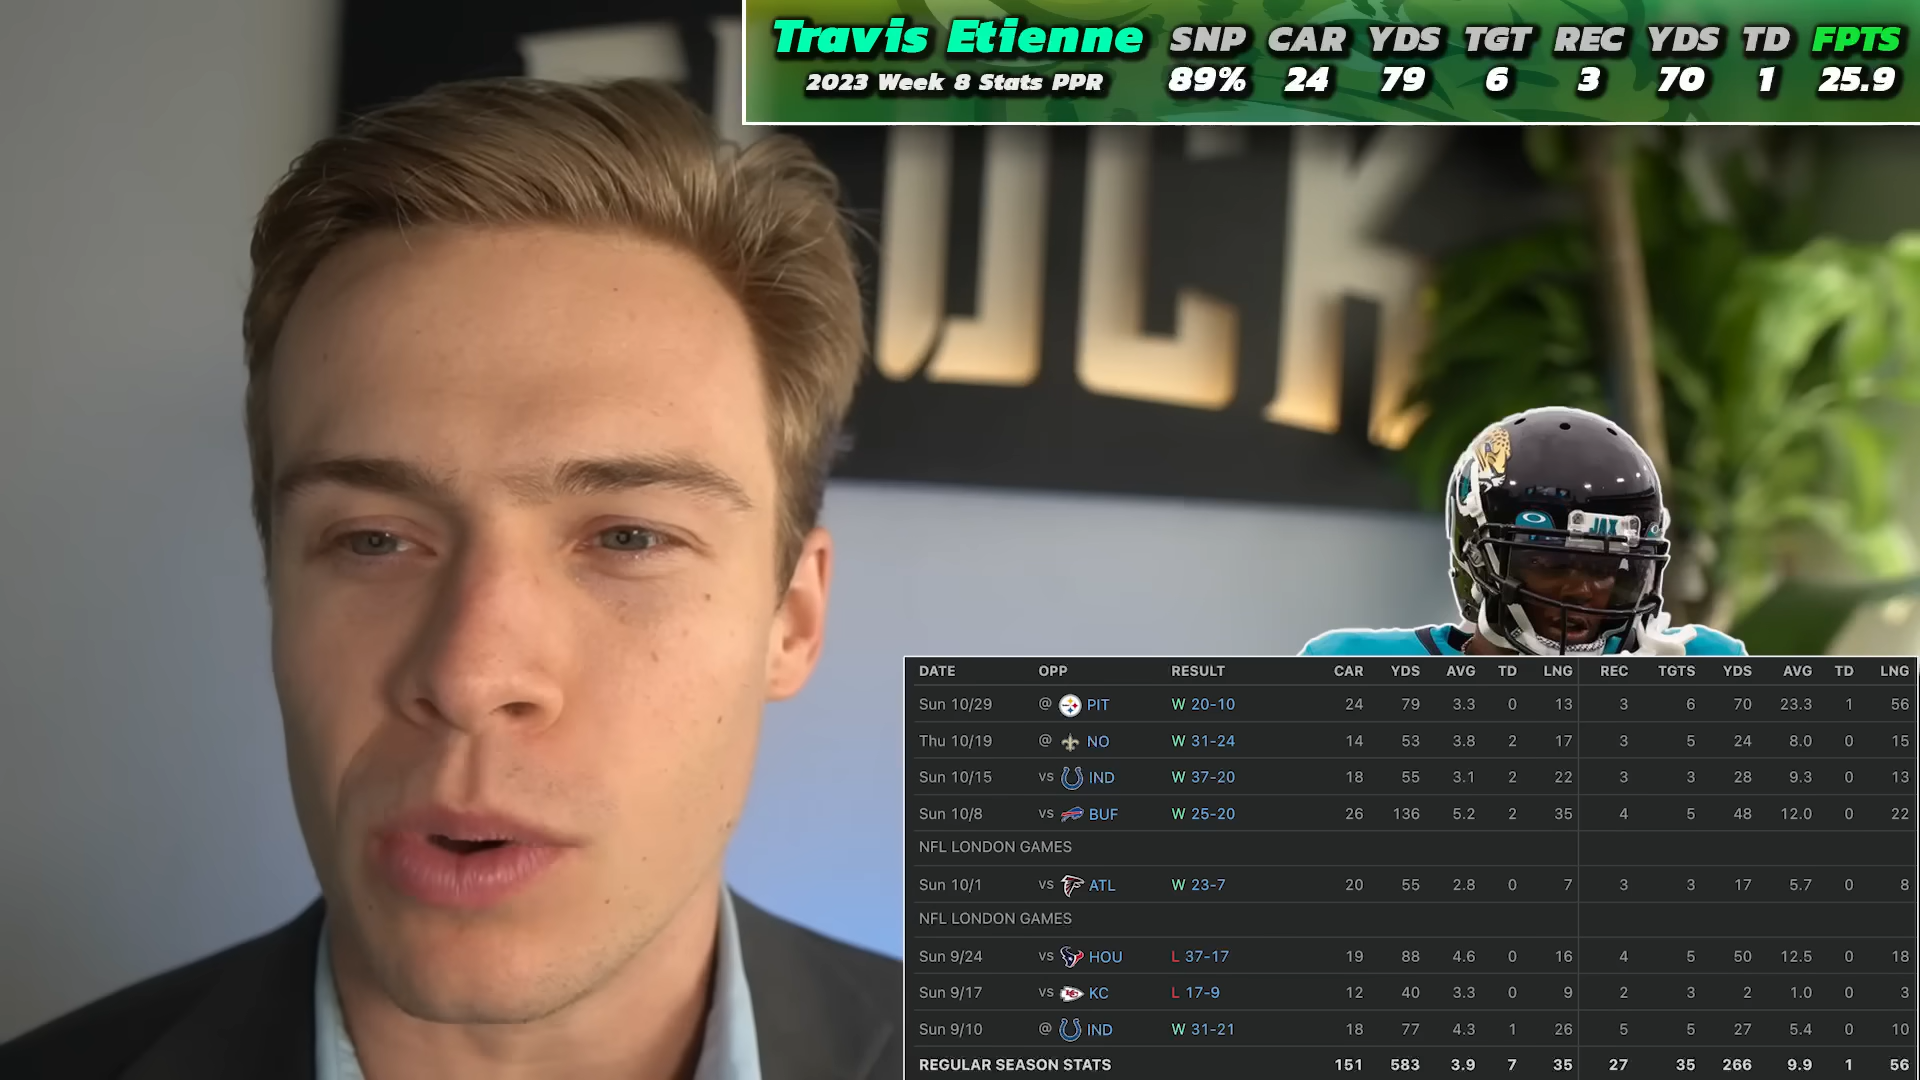 Travis Etienne SNP CAR YDS TGT REC YDS TD FPTS
2023 Week 8 Stats PPR 89% 24 79 6 3 70 1 25.9
UCK
JAX
DATE OPP RESULT CAR YDS AVG TD LNG REC TGTS YDS AVG TD LNG
Sun 10/29 @ PIT W 20-10 24 79 3.3 0 13 3 6 70 23.3 1 56
Thu 10/19 @ NO W 31-24 14 53 3.8 2 17 3 5 24 8.0 0 15
Sun 10/15 vs IND W 37-20 18 55 3.1 2 22 3 3 28 9.3 0 13
Sun 10/8 vs BUF W 25-20 26 136 5.2 2 35 4 5 48 12.0 0 22
NFL LONDON GAMES
Sun 10/1 vs ATL W 23-7 20 55 2.8 0 7 3 3 17 5.7 0 8
NFL LONDON GAMES
Sun 9/24 vs HOU L 37-17 19 88 4.6 0 16 4 5 50 12.5 0 18
Sun 9/17 vs KC L 17-9 12 40 3.3 0 9 2 3 2 1.0 0 3
Sun 9/10 @ IND W 31-21 18 77 4.3 1 26 5 5 27 5.4 0 10
REGULAR SEASON STATS 151 583 3.9 7 35 27 35 266 9.9 1 56